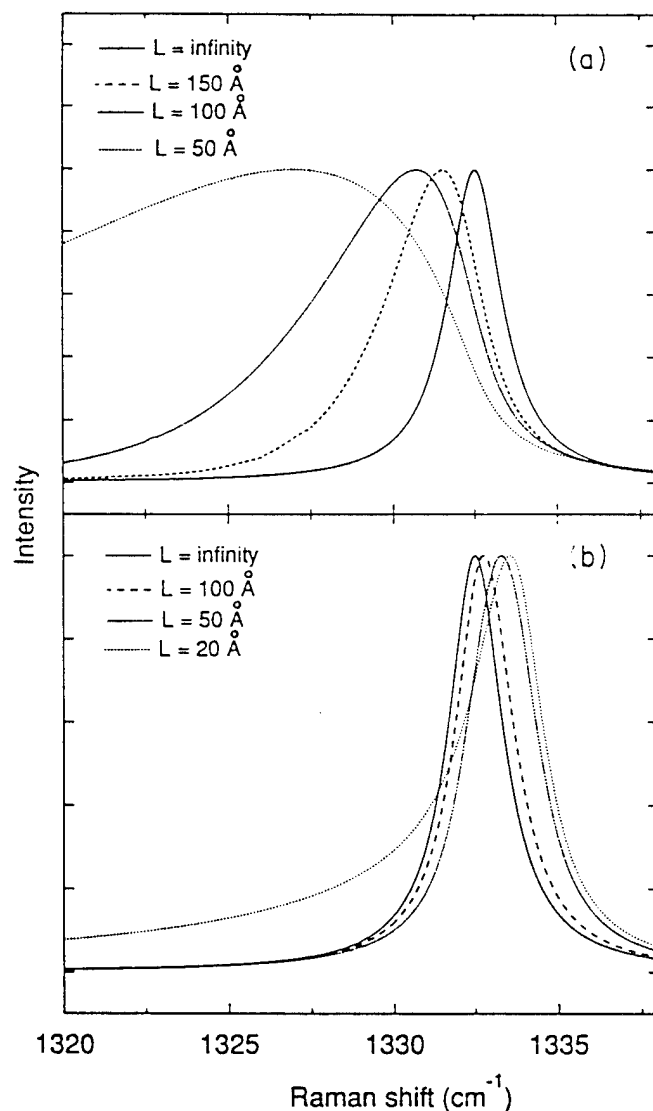 L = infinity
L = 150 Å
L = 100 Å
L = 50 Å
(a)
Intensity
L = infinity
L = 100 Å
L = 50 Å
L = 20 Å
(b)
1320 1325 1330 1335
Raman shift (cm⁻¹)